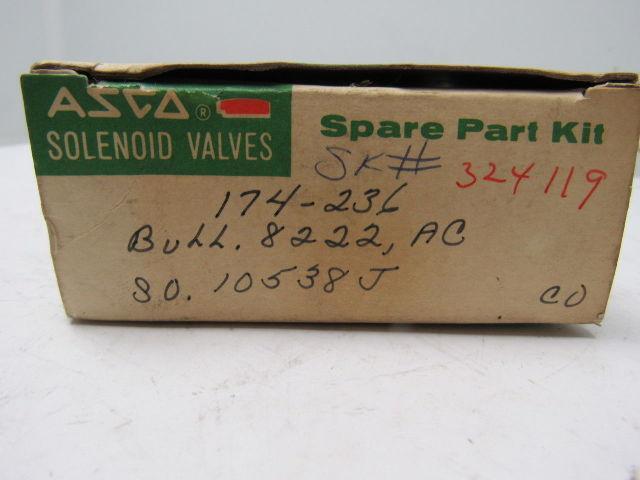 ASCO®
SOLENOID VALVES
Spare Part Kit
SK# 324119
174-236
BULL. 8222, AC
SO. 10538J
CO